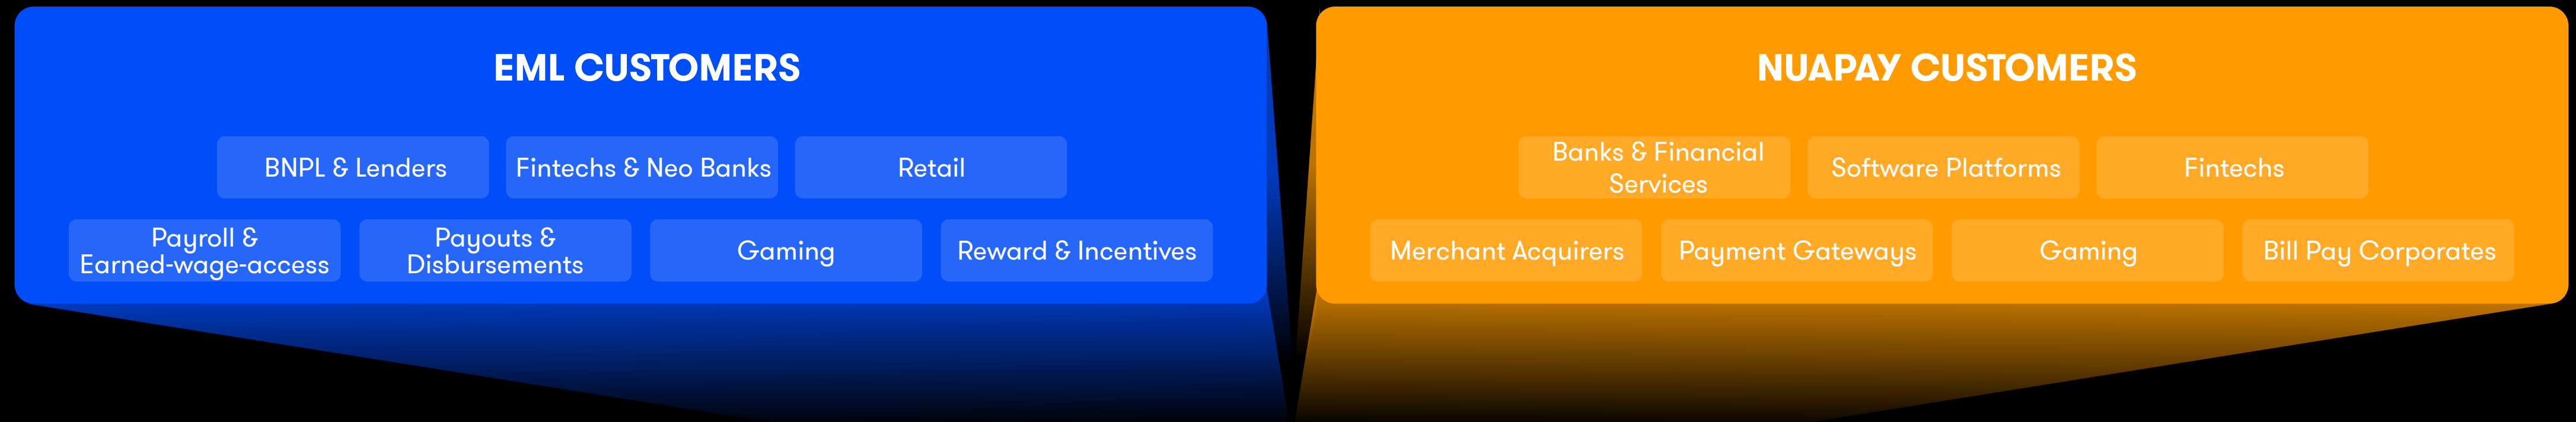 EML CUSTOMERS
BNPL & Lenders
Fintechs & Neo Banks
Retail
Payroll &
Earned-wage-access
Payouts &
Disbursements
Gaming
Reward & Incentives
NUAPAY CUSTOMERS
Banks & Financial
Services
Software Platforms
Fintechs
Merchant Acquirers
Payment Gateways
Gaming
Bill Pay Corporates